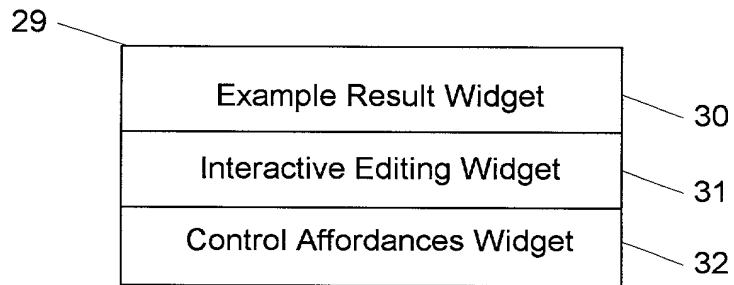 29
Example Result Widget
30
Interactive Editing Widget
31
Control Affordances Widget
32